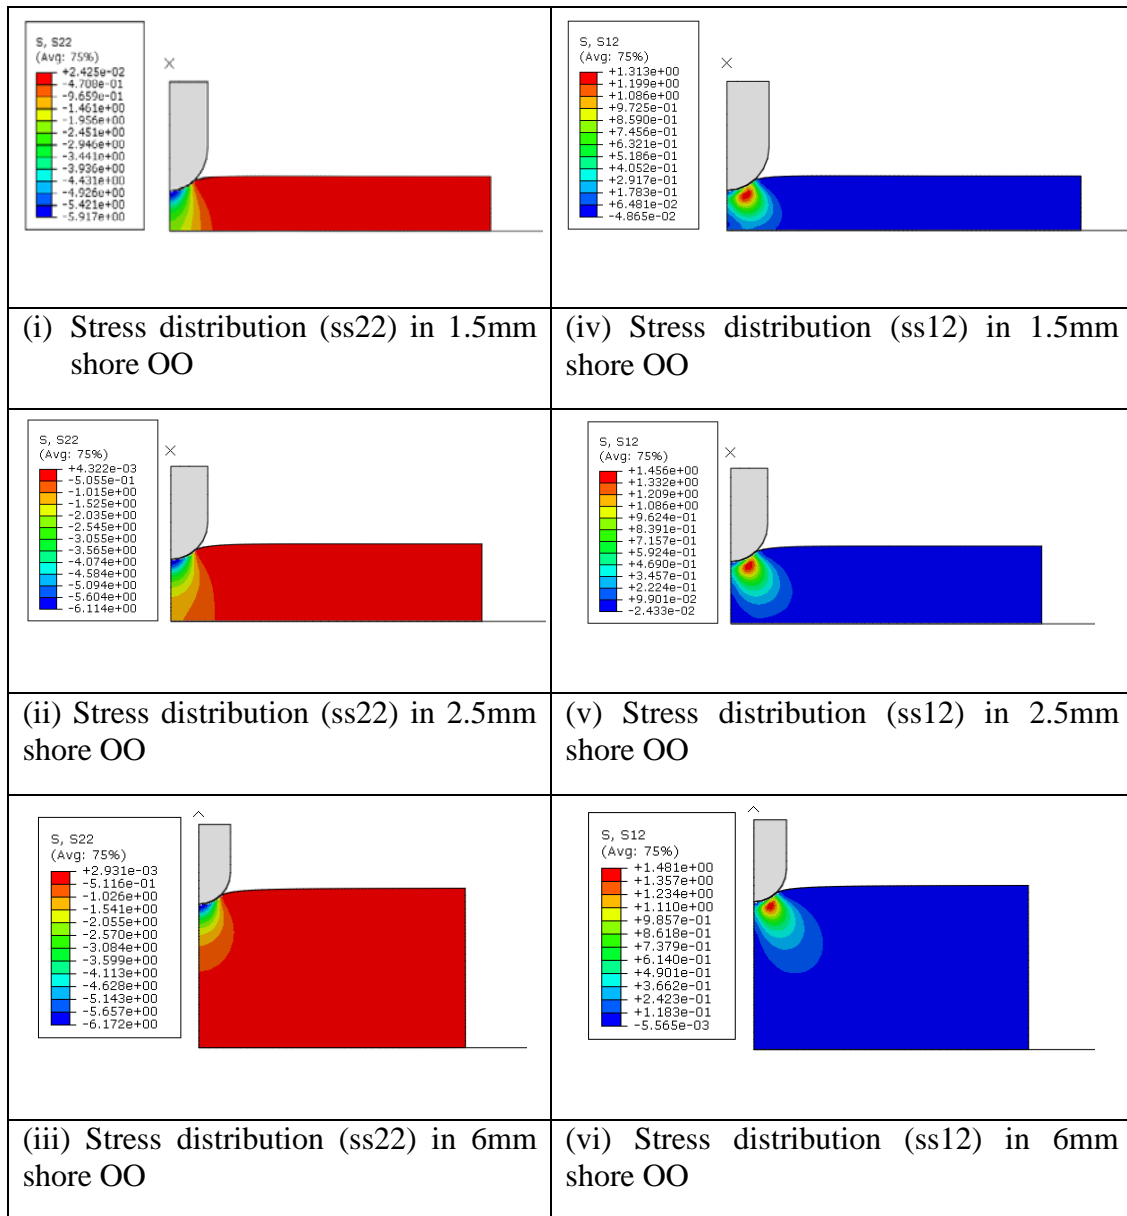 S, S22
(Avg: 75%)
+2.425e-02
-4.708e-01
-9.659e-01
-1.461e+00
-1.956e+00
-2.451e+00
-2.946e+00
-3.441e+00
-3.936e+00
-4.431e+00
-4.926e+00
-5.421e+00
-5.917e+00
S, S12
(Avg: 75%)
+1.313e+00
+1.199e+00
+1.086e+00
+9.725e-01
+8.590e-01
+7.456e-01
+6.321e-01
+5.186e-01
+4.052e-01
+2.917e-01
+1.783e-01
+6.481e-02
-4.865e-02
(i) Stress distribution (ss22) in 1.5mm
shore OO
(iv) Stress distribution (ss12) in 1.5mm
shore OO
S, S22
(Avg: 75%)
+4.322e-03
-5.055e-01
-1.015e+00
-1.525e+00
-2.035e+00
-2.545e+00
-3.055e+00
-3.565e+00
-4.074e+00
-4.584e+00
-5.094e+00
-5.604e+00
-6.114e+00
S, S12
(Avg: 75%)
+1.456e+00
+1.332e+00
+1.209e+00
+1.086e+00
+9.624e-01
+8.391e-01
+7.157e-01
+5.924e-01
+4.690e-01
+3.457e-01
+2.224e-01
+9.901e-02
-2.433e-02
(ii) Stress distribution (ss22) in 2.5mm
shore OO
(v) Stress distribution (ss12) in 2.5mm
shore OO
S, S22
(Avg: 75%)
+2.931e-03
-5.116e-01
-1.026e+00
-1.541e+00
-2.055e+00
-2.570e+00
-3.084e+00
-3.599e+00
-4.113e+00
-4.628e+00
-5.143e+00
-5.657e+00
-6.172e+00
S, S12
(Avg: 75%)
+1.481e+00
+1.357e+00
+1.234e+00
+1.110e+00
+9.857e-01
+8.618e-01
+7.379e-01
+6.140e-01
+4.901e-01
+3.662e-01
+2.423e-01
+1.183e-01
-5.565e-03
(iii) Stress distribution (ss22) in 6mm
shore OO
(vi) Stress distribution (ss12) in 6mm
shore OO